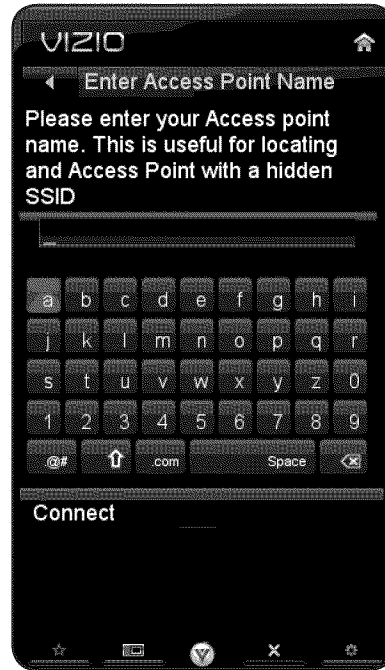 VIZIO
Enter Access Point Name
Please enter your Access point
name. This is useful for locating
and Access Point with a hidden
SSID
a b c d e f g h i
j k l m n o p q r
s t u v w x y z 0
1 2 3 4 5 6 7 8 9
@# .com Space
Connect
V